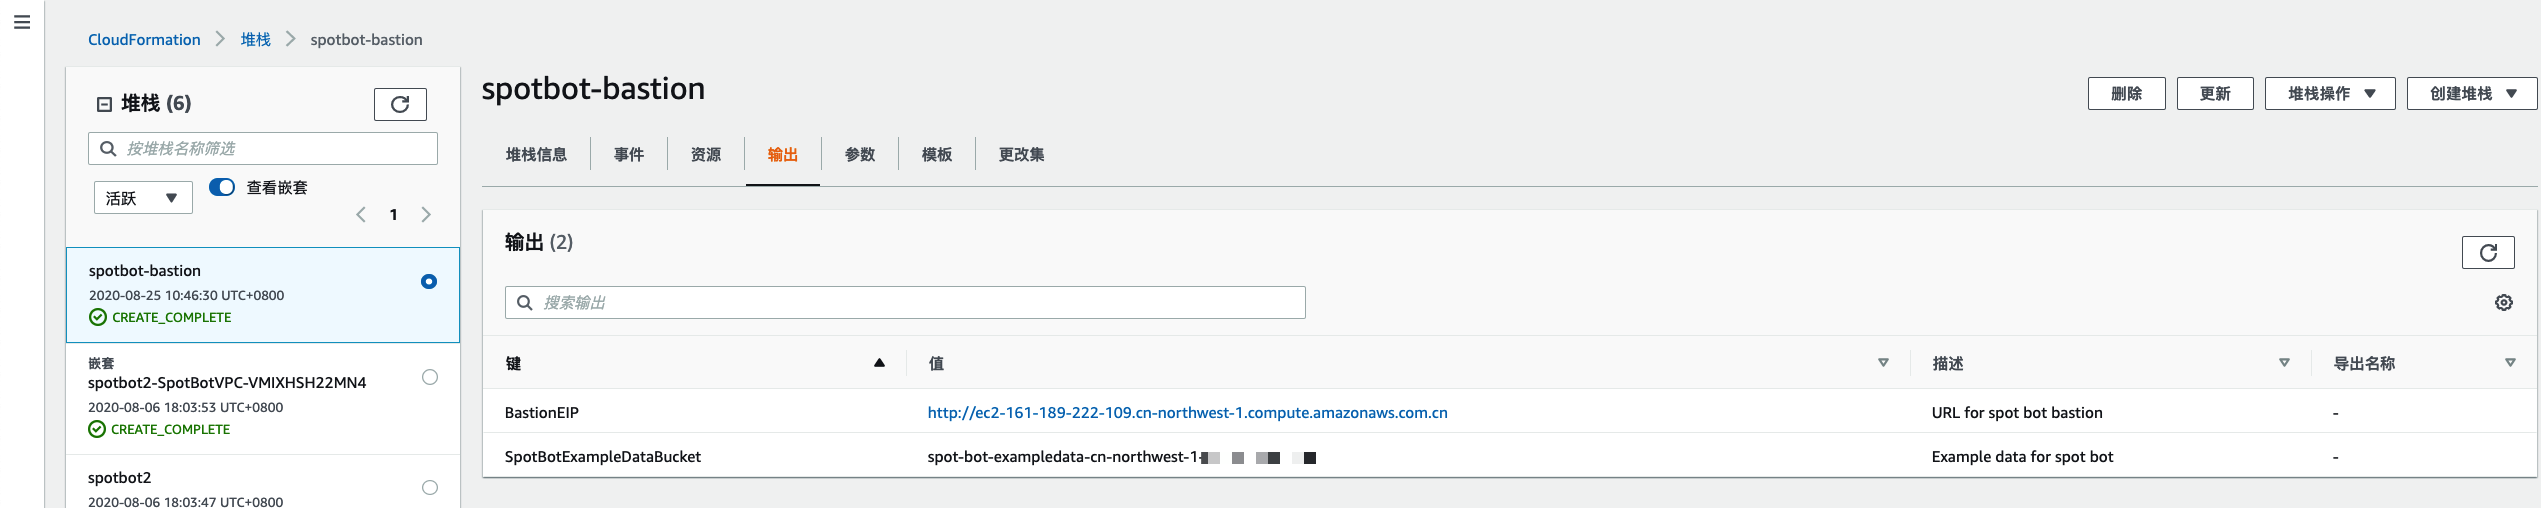 CloudFormation > 堆栈 > spotbot-bastion
堆栈 (6)
按堆栈名称筛选
活跃
查看嵌套
1
spotbot-bastion
2020-08-25 10:46:30 UTC+0800
CREATE_COMPLETE
嵌套
spotbot2-SpotBotVPC-VMIXHSH22MN4
2020-08-06 18:03:53 UTC+0800
CREATE_COMPLETE
spotbot2
2020-08-06 18:03:47 UTC+0800
spotbot-bastion
删除 更新 堆栈操作 创建堆栈
堆栈信息 事件 资源 输出 参数 模板 更改集
输出 (2)
搜索输出
键 值 描述 导出名称
BastionEIP http://ec2-161-189-222-109.cn-northwest-1.compute.amazonaws.com.cn URL for spot bot bastion -
SpotBotExampleDataBucket spot-bot-exampledata-cn-northwest-1- Example data for spot bot -